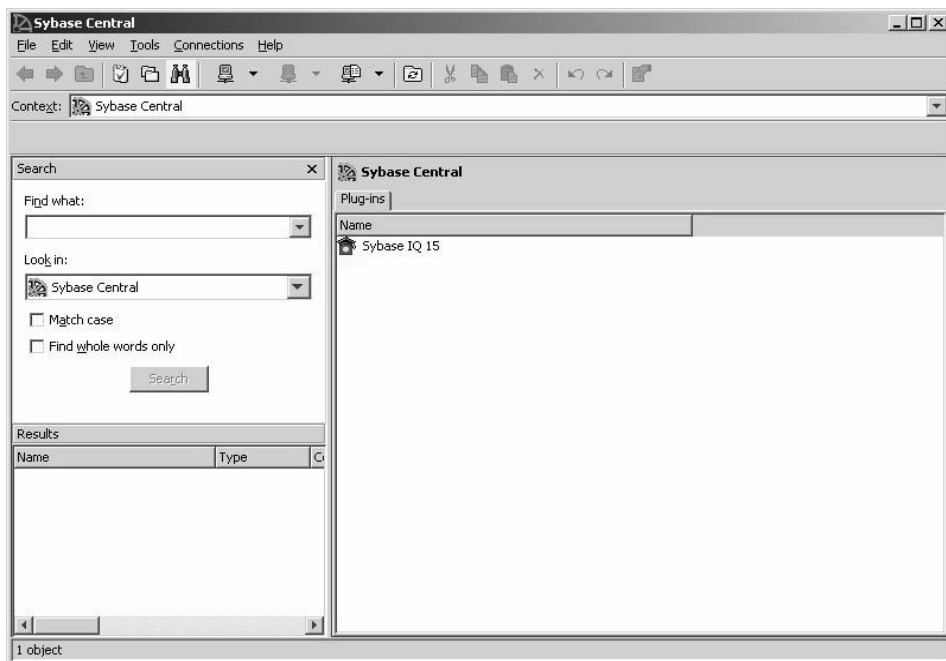 Sybase Central
File Edit View Tools Connections Help
Context: Sybase Central
Search
Find what:
Look in:
Sybase Central
Match case
Find whole words only
Search
Results
Name Type
Sybase Central
Plug-ins
Name
Sybase IQ 15
1 object